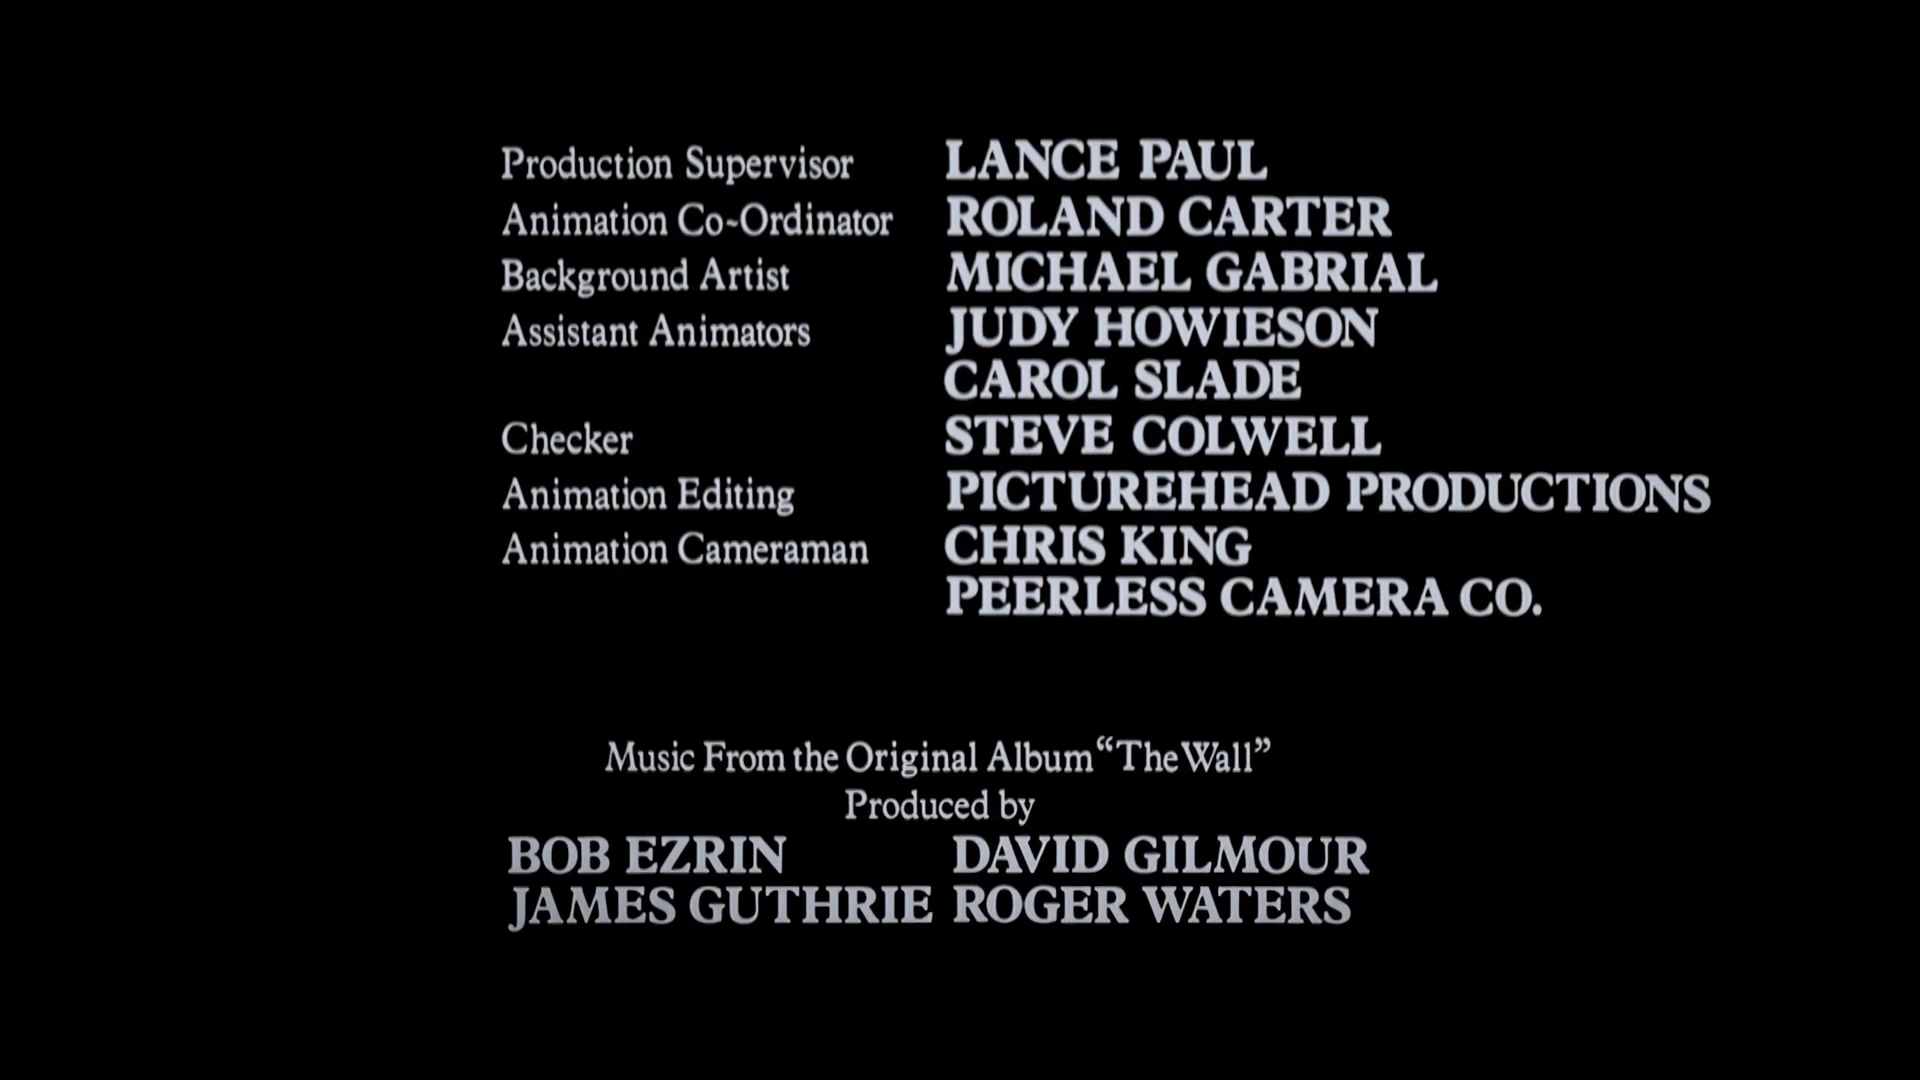 Production Supervisor LANCE PAUL
Animation Co-Ordinator ROLAND CARTER
Background Artist MICHAEL GABRIAL
Assistant Animators JUDY HOWIESON
CAROL SLADE
Checker STEVE COLWELL
Animation Editing PICTUREHEAD PRODUCTIONS
Animation Cameraman CHRIS KING
PEERLESS CAMERA CO.
Music From the Original Album “The Wall”
Produced by
BOB EZRIN DAVID GILMOUR
JAMES GUTHRIE ROGER WATERS